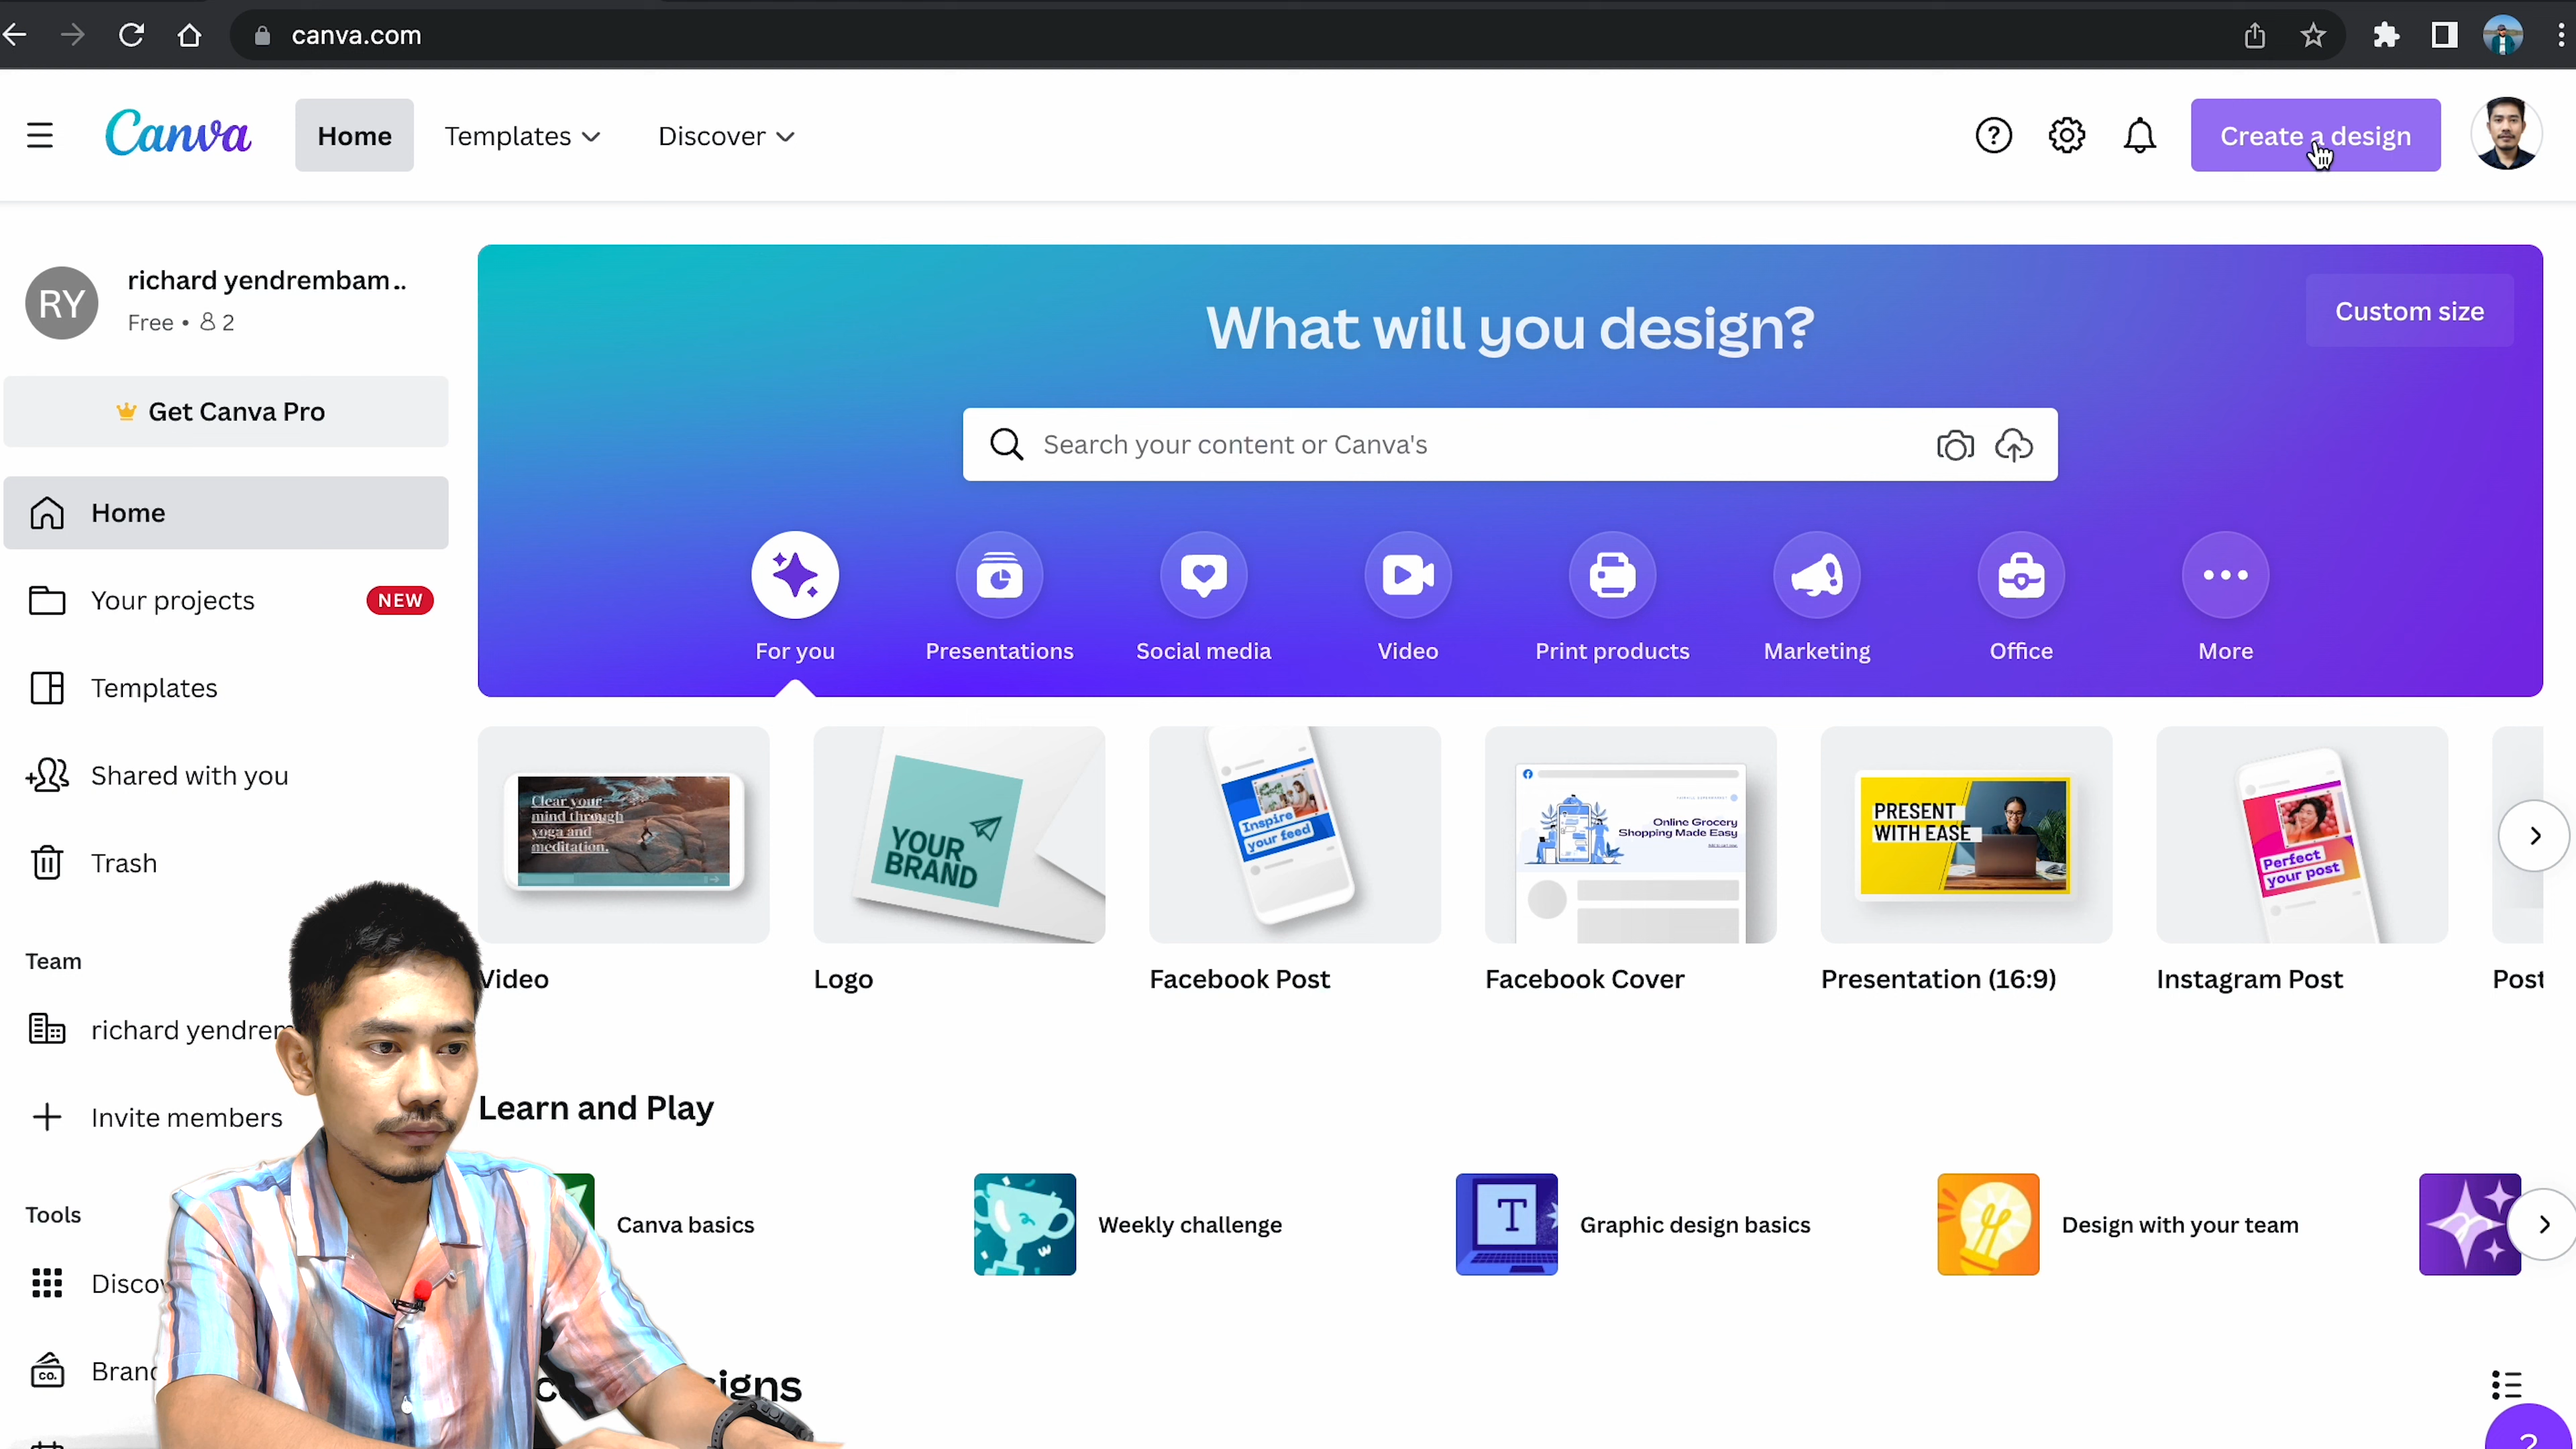 canva.com
Canva
Home
Templates
Discover
Create a design
RY
richard yendrembam..
Free • 2
Get Canva Pro
Home
Your projects
NEW
Templates
Shared with you
Trash
Team
richard yendrem
Invite members
Tools
What will you design?
Custom size
Search your content or Canva's
For you
Presentations
Social media
Video
Print products
Marketing
Office
More
Clear your
mind through
yoga and
meditation.
YOUR
BRAND
Inspire
your feed
Online Grocery
Shopping Made Easy
PRESENT
WITH EASE
Perfect
your post
Video
Logo
Facebook Post
Facebook Cover
Presentation (16:9)
Instagram Post
Post
Learn and Play
Canva basics
Weekly challenge
T
Graphic design basics
Design with your team
Disco
CO.
Bran
igns